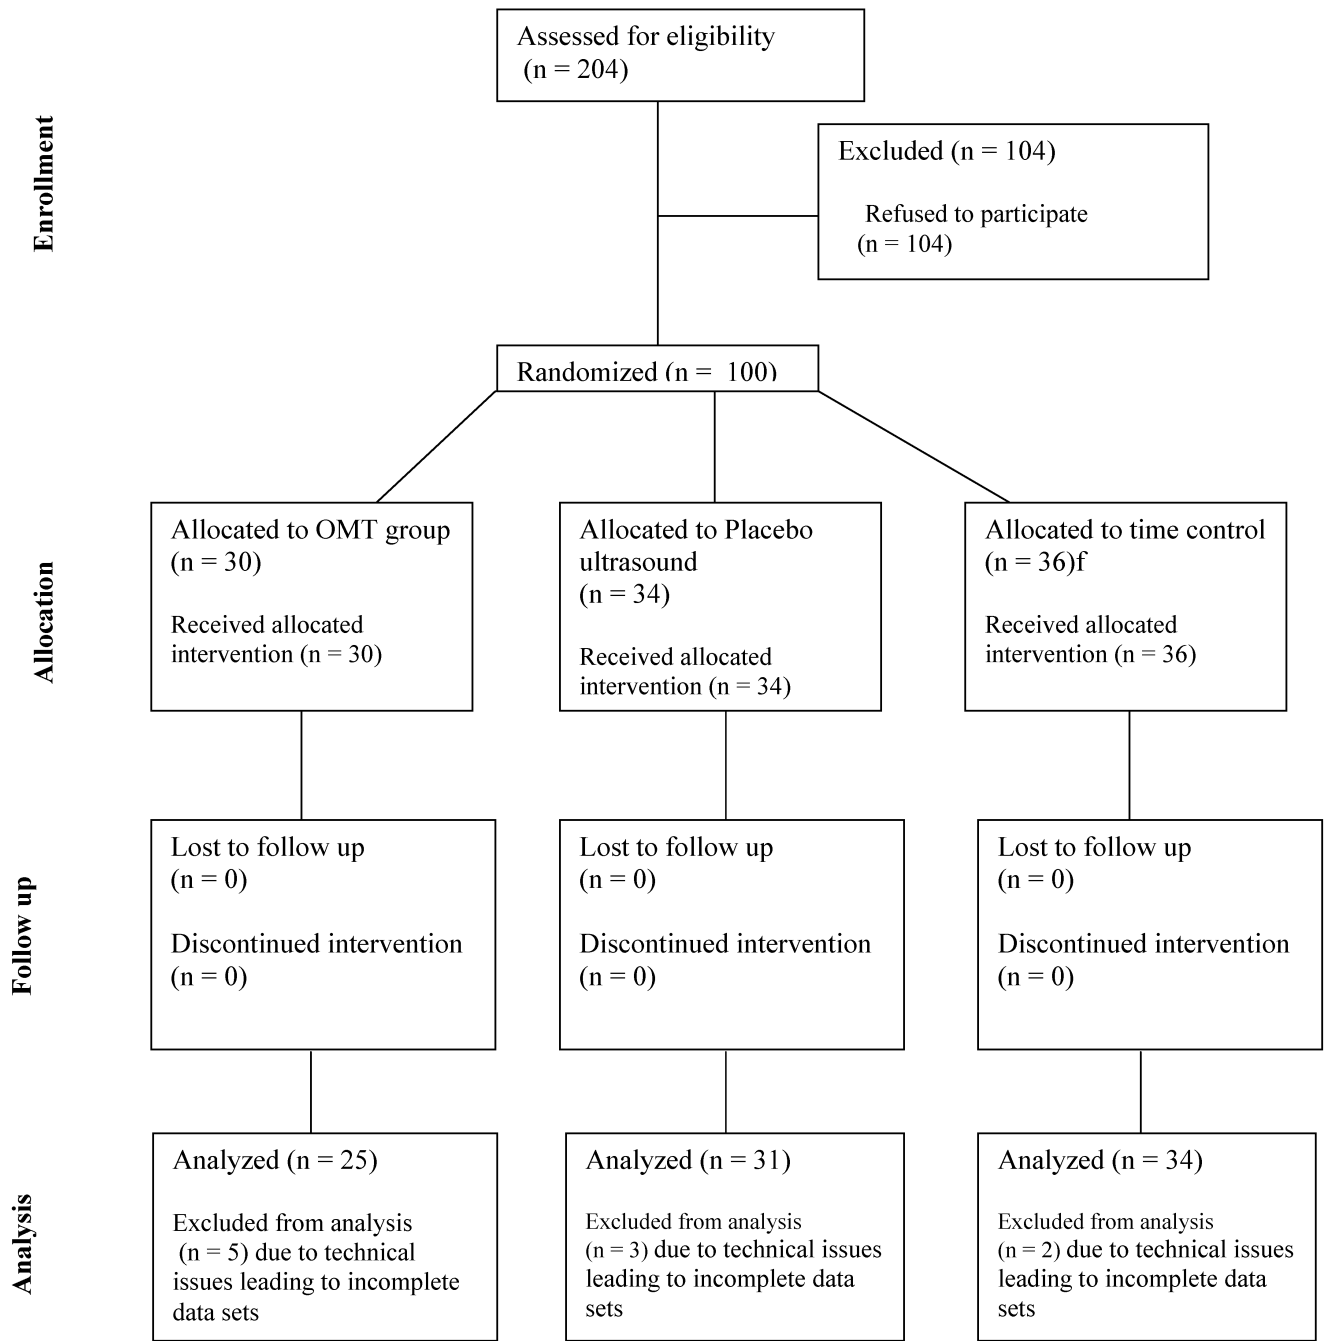 Assessed for eligibility
(n = 204)
Enrollment
Excluded (n = 104)
Refused to participate
(n = 104)
Randomized (n = 100)
Allocation
Allocated to OMT group
(n = 30)
Received allocated
intervention (n = 30)
Allocated to Placebo
ultrasound
(n = 34)
Received allocated
intervention (n = 34)
Allocated to time control
(n = 36)f
Received allocated
intervention (n = 36)
Follow up
Lost to follow up
(n = 0)
Discontinued intervention
(n = 0)
Lost to follow up
(n = 0)
Discontinued intervention
(n = 0)
Lost to follow up
(n = 0)
Discontinued intervention
(n = 0)
Analysis
Analyzed (n = 25)
Excluded from analysis
(n = 5) due to technical
issues leading to incomplete
data sets
Analyzed (n = 31)
Excluded from analysis
(n = 3) due to technical issues
leading to incomplete data
sets
Analyzed (n = 34)
Excluded from analysis
(n = 2) due to technical issues
leading to incomplete data
sets